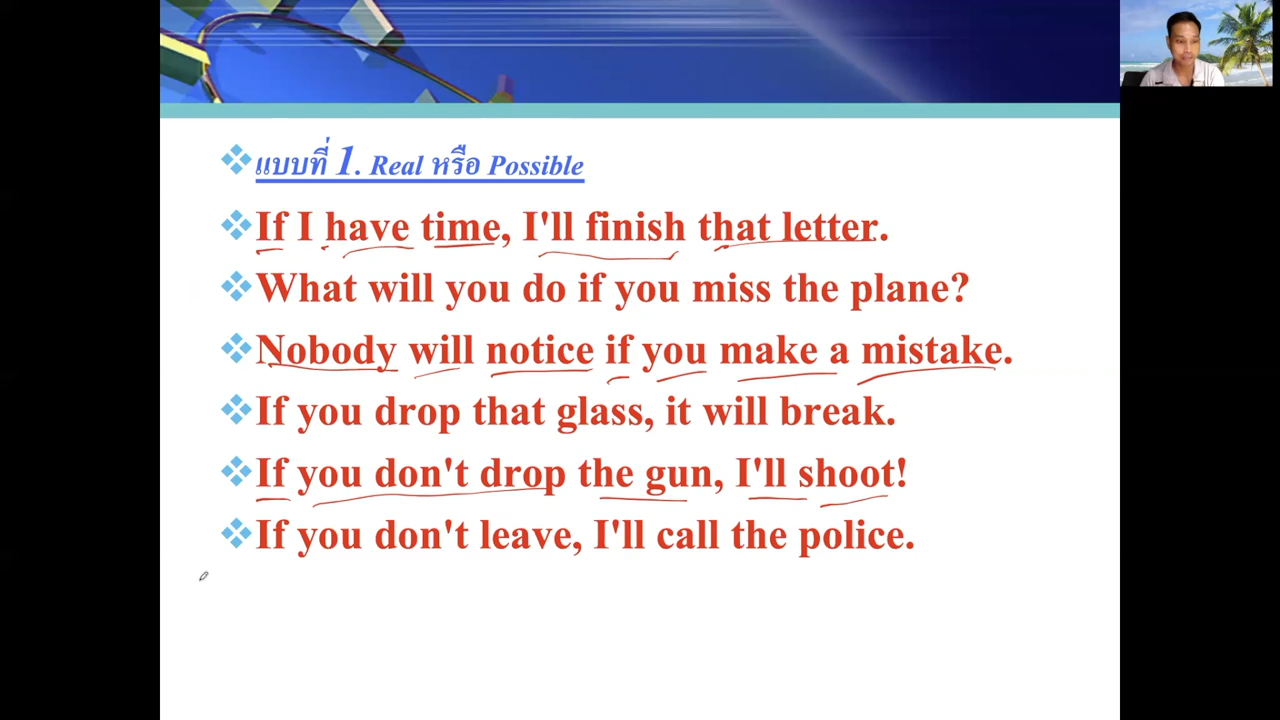 แบบที่ 1. Real หรือ Possible
If I have time, I'll finish that letter.
What will you do if you miss the plane?
Nobody will notice if you make a mistake.
If you drop that glass, it will break.
If you don't drop the gun, I'll shoot!
If you don't leave, I'll call the police.